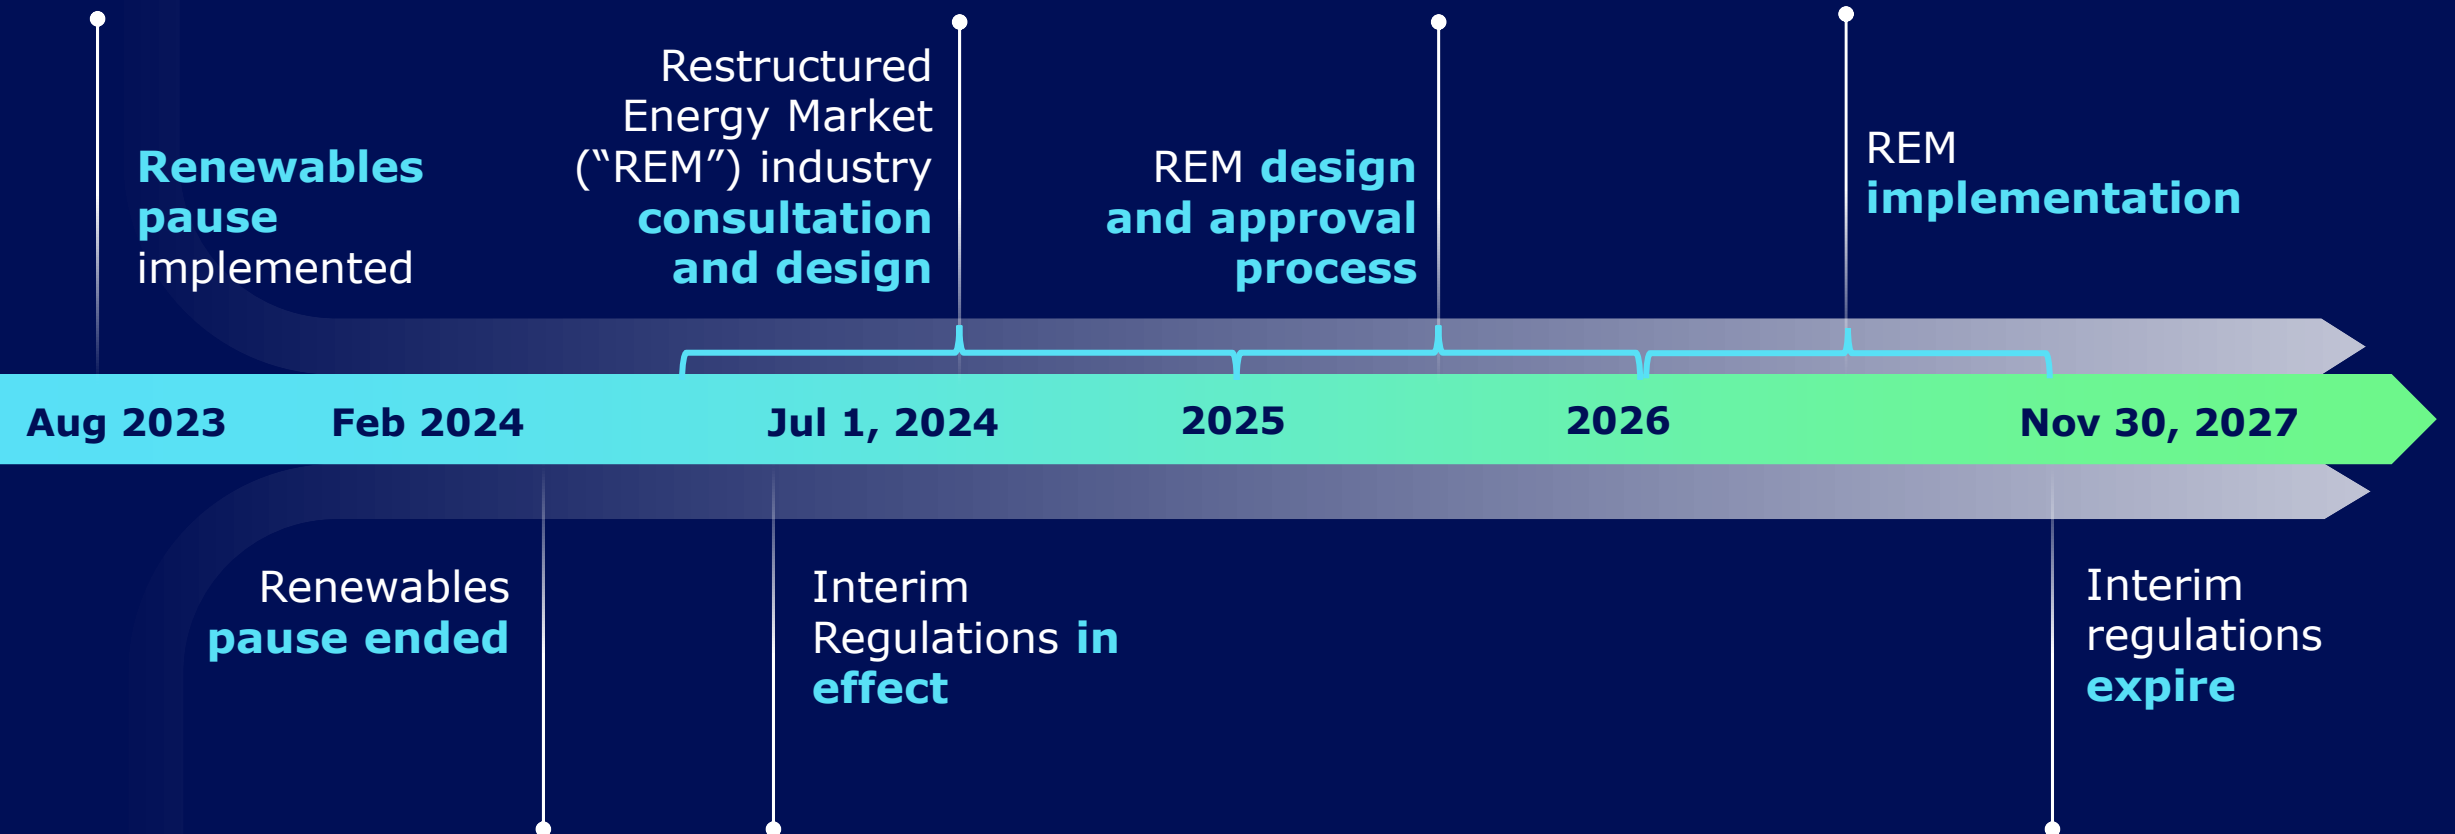 Renewables
pause
implemented
Restructured
Energy Market
(“REM”) industry
consultation
and design
REM design
and approval
process
REM
implementation
Aug 2023
Feb 2024
Jul 1, 2024
2025
2026
Nov 30, 2027
Renewables
pause ended
Interim
Regulations in
effect
Interim
regulations
expire